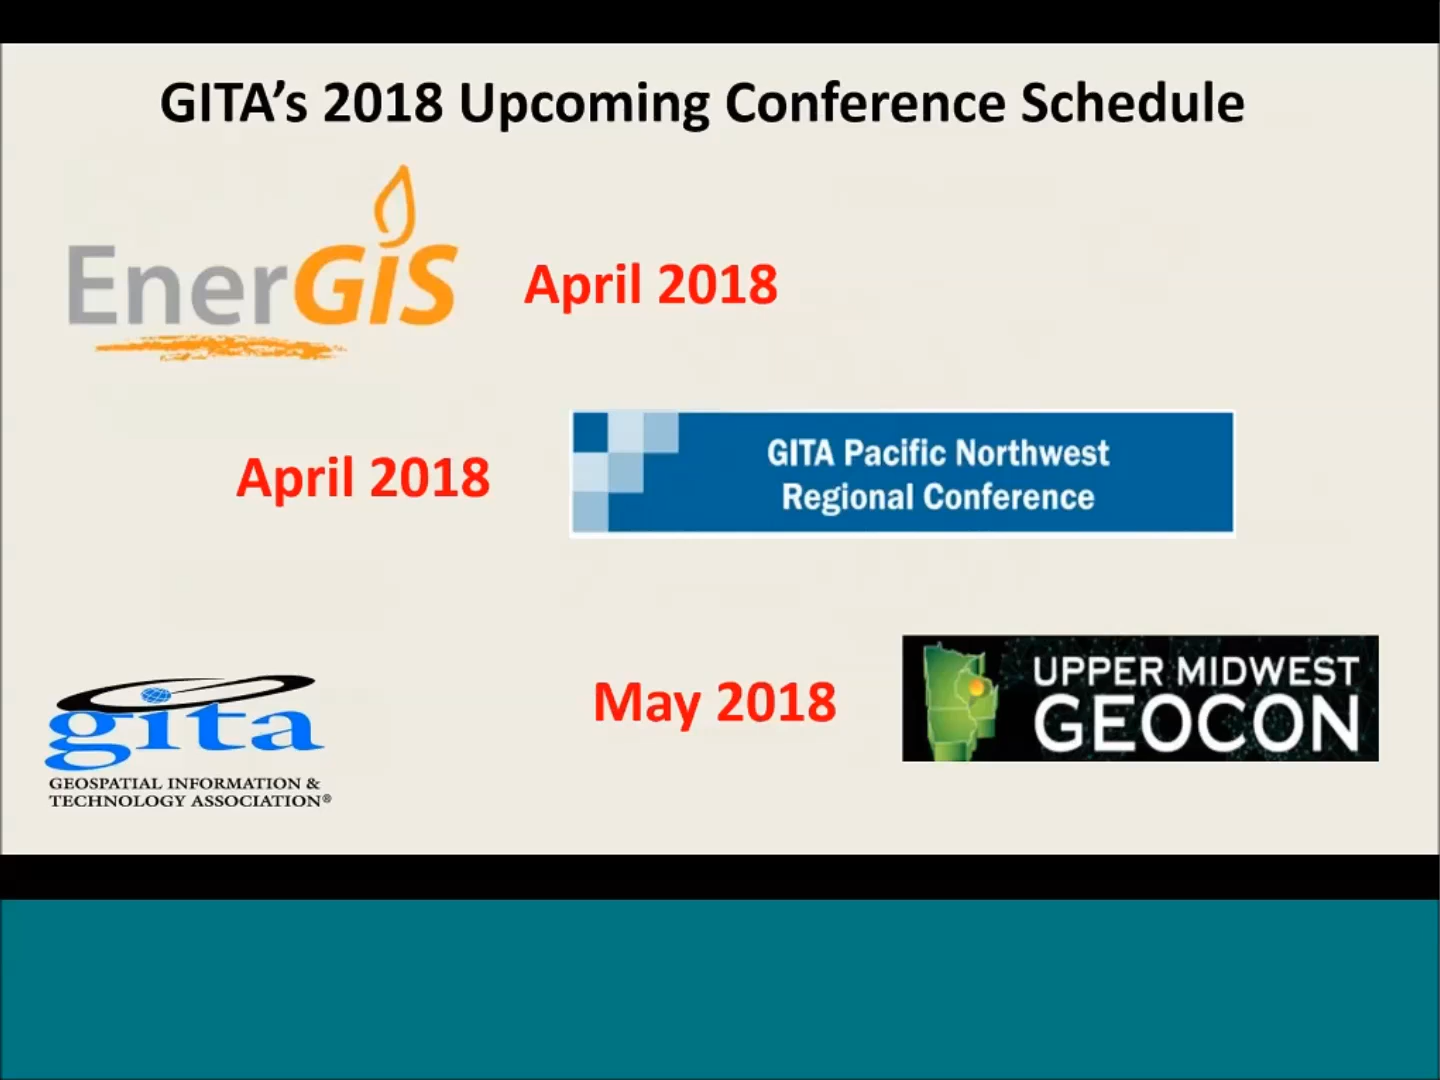 GITA’s 2018 Upcoming Conference Schedule
EnerGIS
April 2018
April 2018
GITA Pacific Northwest
Regional Conference
May 2018
UPPER MIDWEST
GEOCON
gita
GEOSPATIAL INFORMATION &
TECHNOLOGY ASSOCIATION®